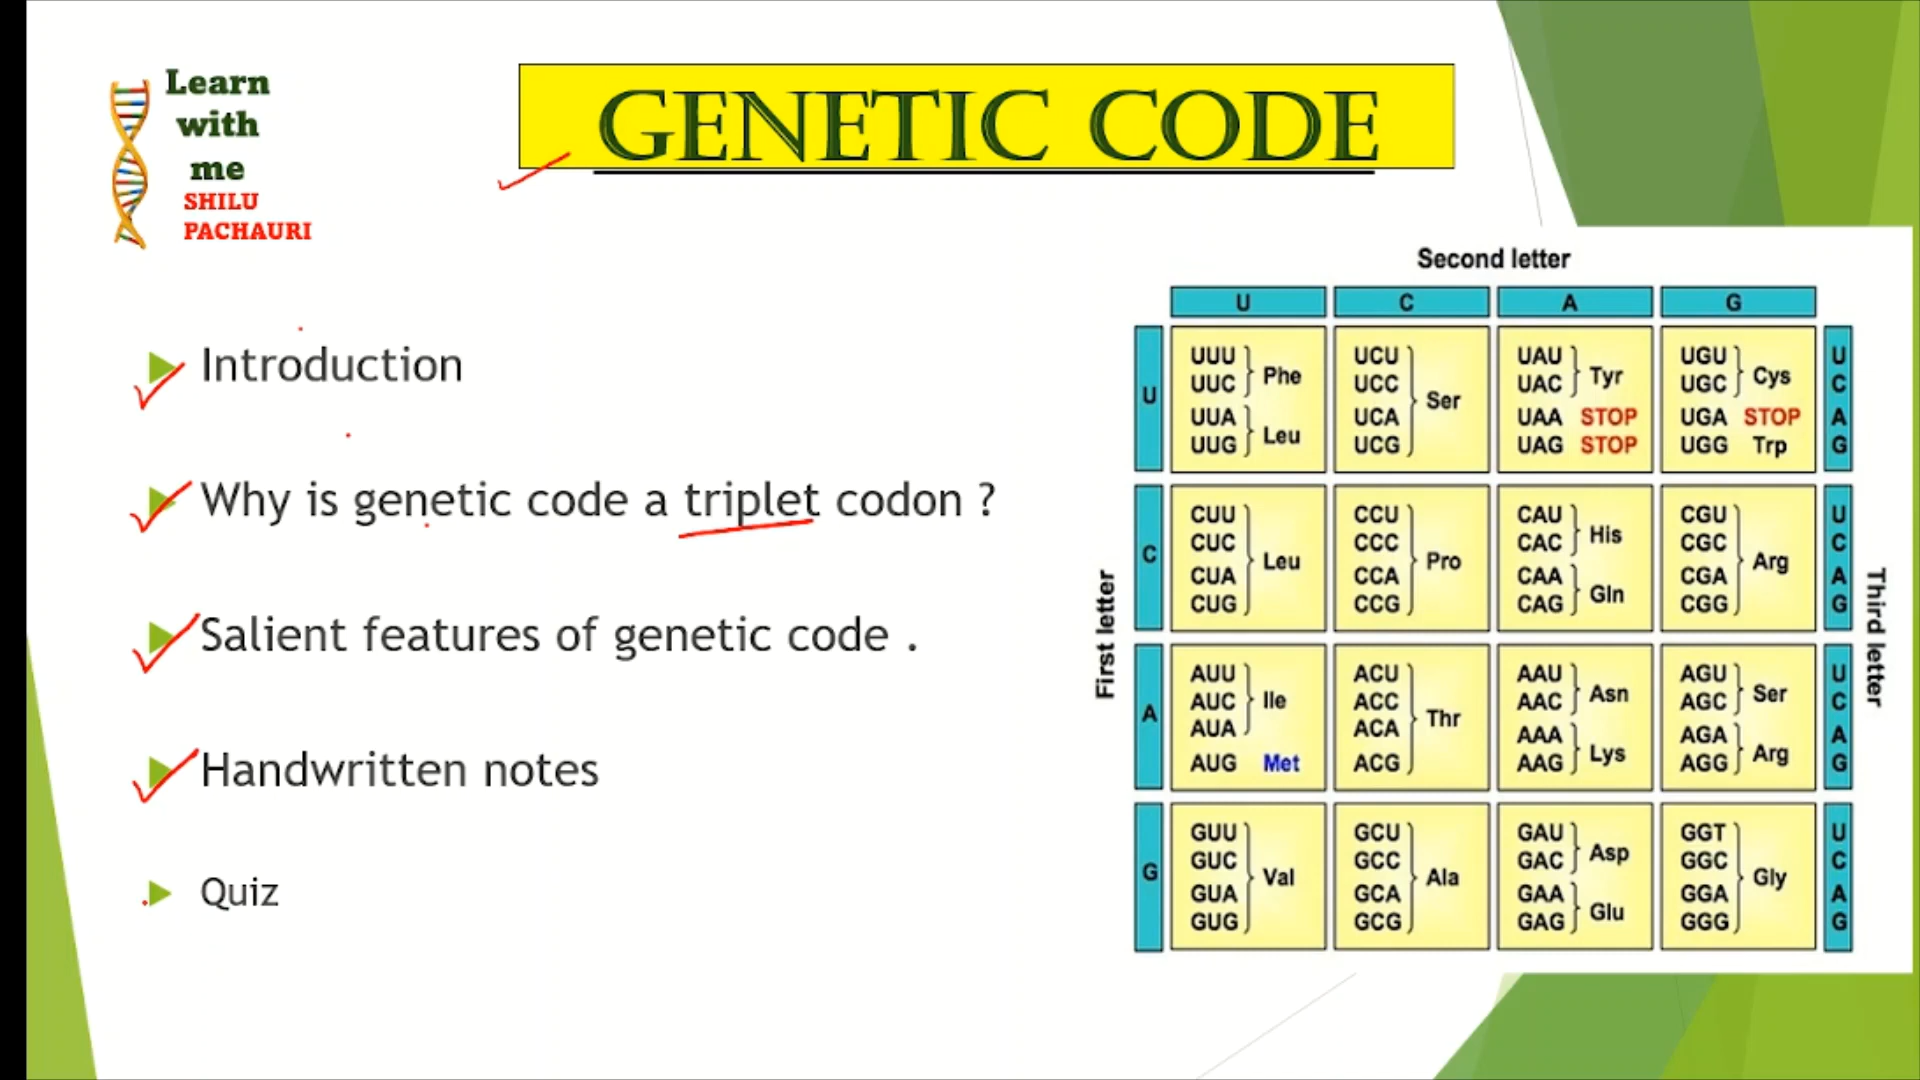 Learn
with
me
SHILU
PACHAURI
GENETIC CODE
Introduction
Why is genetic code a triplet codon ?
Salient features of genetic code .
Handwritten notes
Quiz
Second letter
U C A G
First letter
Third letter
U
UUU UCU UAU UGU U
Phe Tyr Cys
UUC UCC UAC UGC C
Ser
UUA UCA UAA STOP UGA STOP A
Leu
UUG UCG UAG STOP UGG Trp G
C
CUU CCU CAU CGU U
His
CUC CCC CAC CGC C
Leu Pro Arg
CUA CCA CAA CGA A
Gln
CUG CCG CAG CGG G
A
AUU ACU AAU AGU U
Asn Ser
AUC Ile ACC AAC AGC C
Thr
AUA ACA AAA AGA A
Lys Arg
AUG Met ACG AAG AGG G
G
GUU GCU GAU GGT U
Asp
GUC GCC GAC GGC C
Val Ala Gly
GUA GCA GAA GGA A
Glu
GUG GCG GAG GGG G